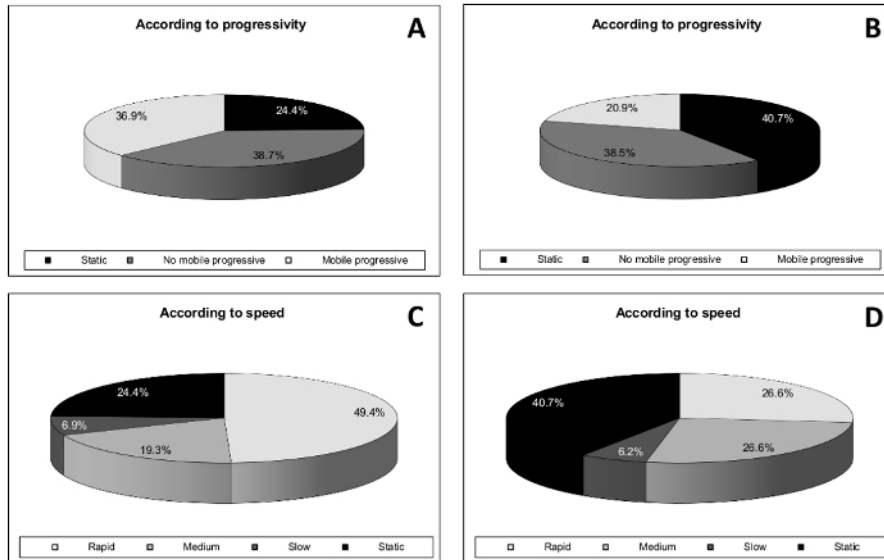 According to progressivity A
36.9%
24.4%
38.7%
Static No mobile progressive Mobile progressive
According to progressivity B
20.9%
40.7%
38.5%
Static No mobile progressive Mobile progressive
According to speed C
24.4%
49.4%
6.9%
19.3%
Rapid Medium Slow Static
According to speed D
40.7%
26.6%
6.2%
26.6%
Rapid Medium Slow Static